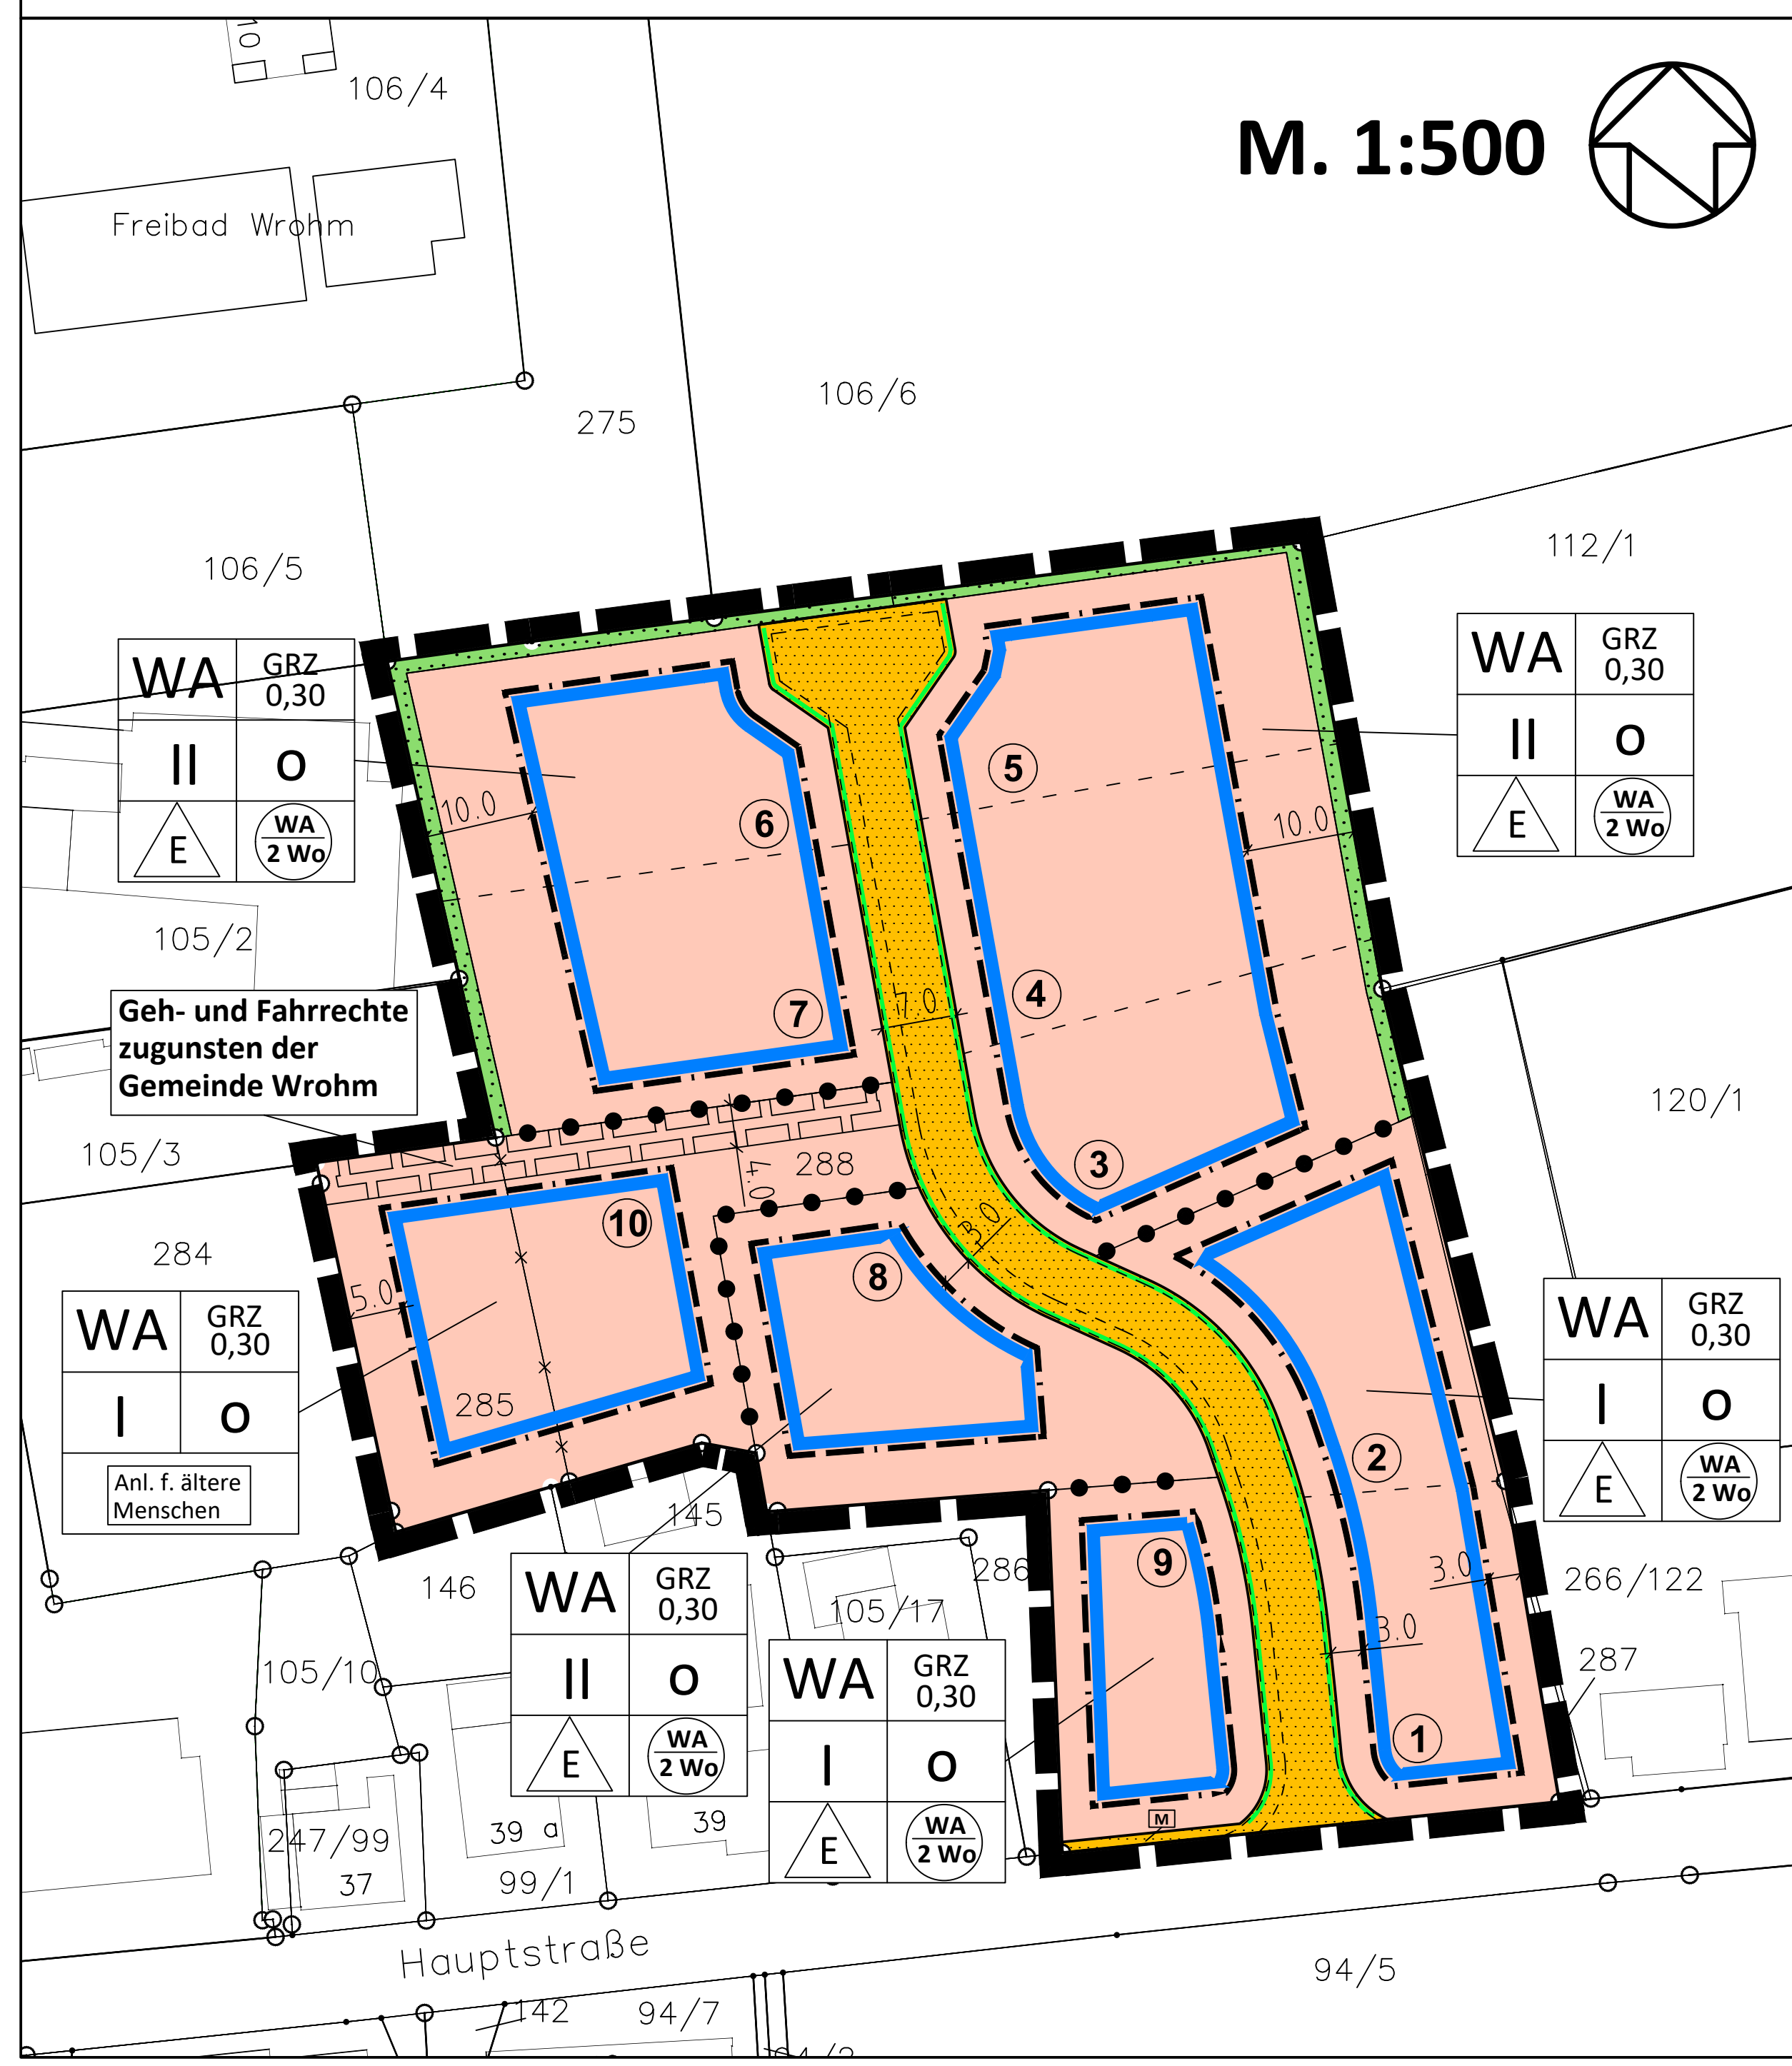 10
106/4
M. 1:500
N
Freibad Wrohm
106/6
275
112/1
106/5
WA
GRZ
0,30
II
o
E
WA
2 Wo
WA
GRZ
0,30
II
o
E
WA
2 Wo
5
6
10.0
10.0
105/2
4
7
7.0
Geh- und Fahrrechte
zugunsten der
Gemeinde Wrohm
120/1
105/3
288
3
4.0
10
3.0
284
8
5.0
WA
GRZ
0,30
I
o
Anl. f. ältere
Menschen
WA
GRZ
0,30
I
o
E
WA
2 Wo
285
2
145
9
286
3.0
266/122
146
WA
GRZ
0,30
II
o
E
WA
2 Wo
105/17
3.0
105/10
287
WA
GRZ
0,30
I
o
E
WA
2 Wo
1
M
247/99
37
39 a
39
99/1
Hauptstraße
94/5
142
94/7